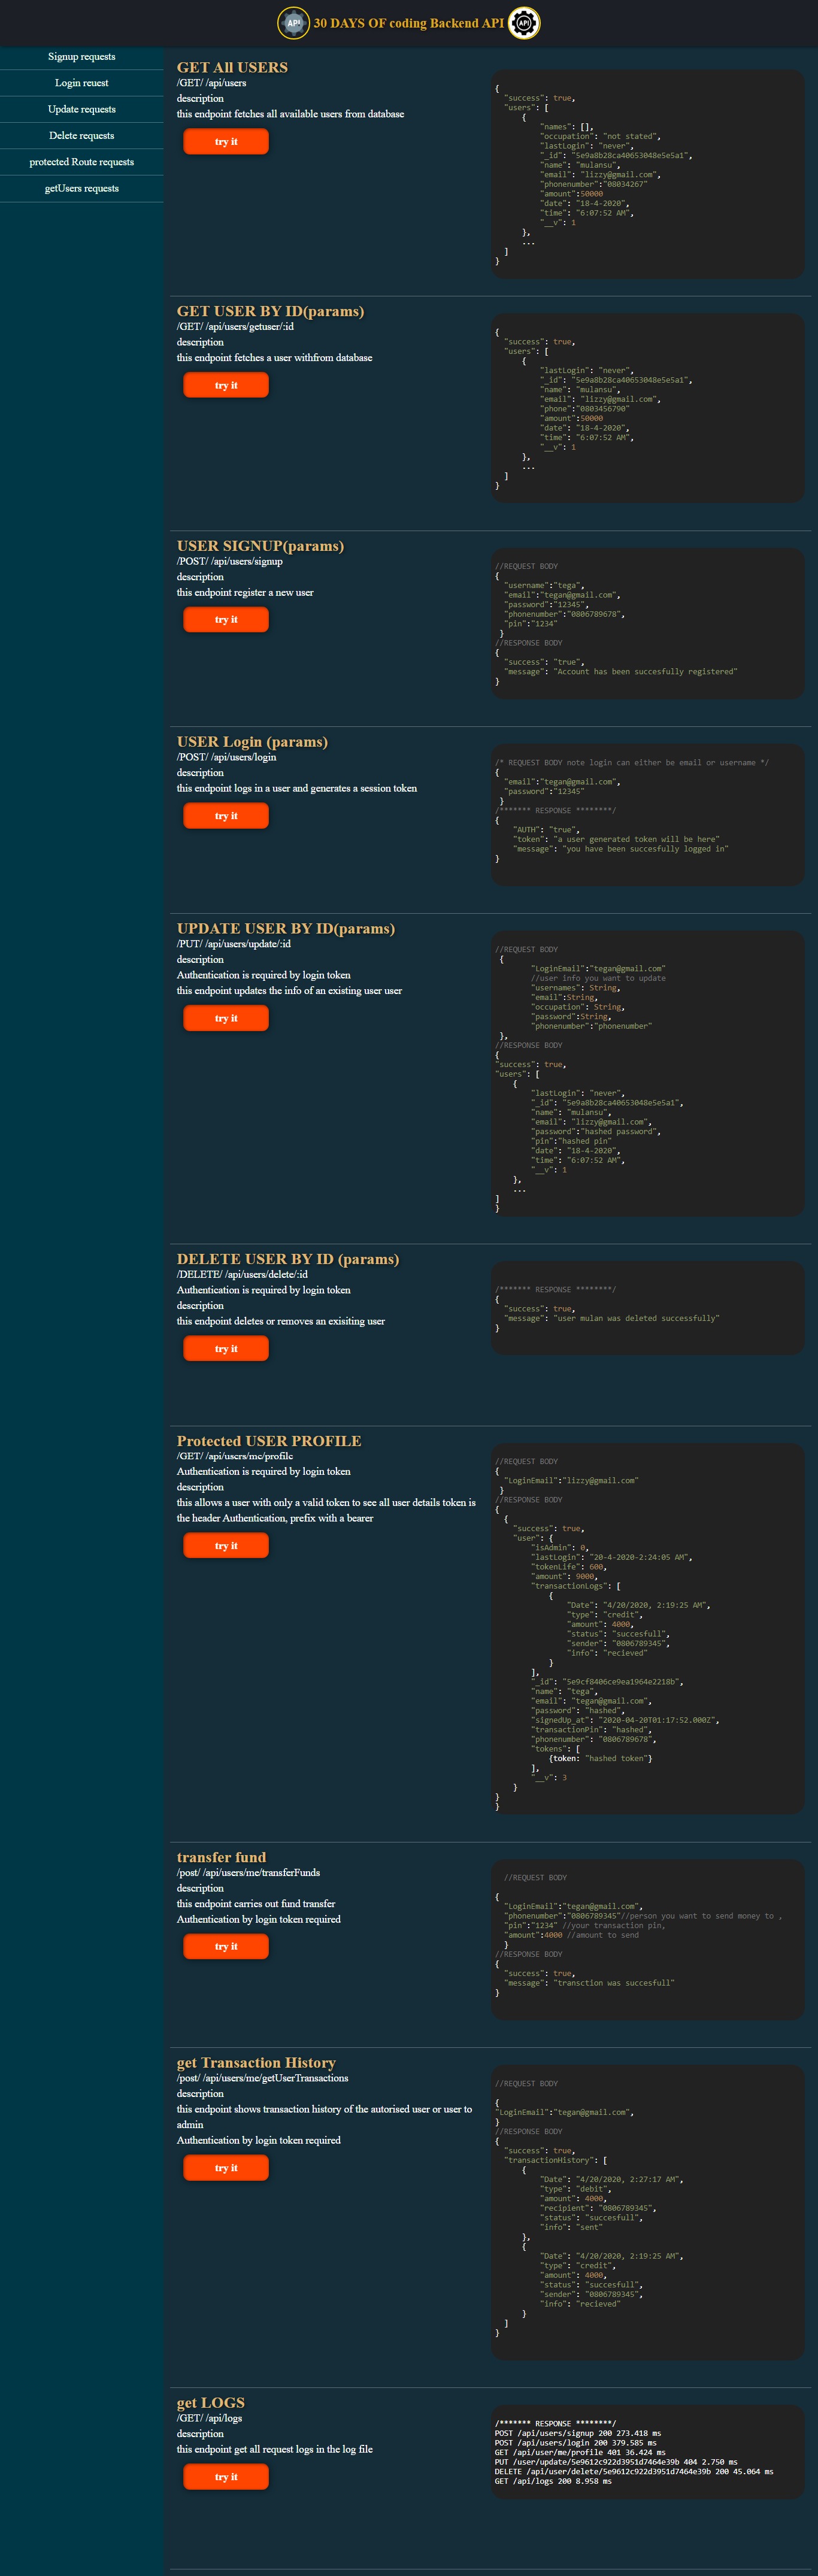 API 30 DAYS OF coding Backend API API
Signup requests
Login reuest
Update requests
Delete requests
protected Route requests
getUsers requests
GET All USERS
/GET/ /api/users
description
this endpoint fetches all available users from database
try it
{
"success": true,
"users": [
{
"names": [],
"occupation": "not stated",
"lastLogin": "never",
"_id": "5e9a8b28ca40653048e5e5a1",
"name": "mulansu",
"email": "lizzy@gmail.com",
"phonenumber":"08034267"
"amount":50000
"date": "18-4-2020",
"time": "6:07:52 AM",
"__v": 1
},
...
]
}
GET USER BY ID(params)
/GET/ /api/users/getuser/:id
description
this endpoint fetches a user withfrom database
try it
{
"success": true,
"users": [
{
"lastLogin": "never",
"_id": "5e9a8b28ca40653048e5e5a1",
"name": "mulansu",
"email": "lizzy@gmail.com",
"phone":"0803456790"
"amount":50000
"date": "18-4-2020",
"time": "6:07:52 AM",
"__v": 1
},
...
]
}
USER SIGNUP(params)
/POST/ /api/users/signup
description
this endpoint register a new user
try it
//REQUEST BODY
{
"username":"tega",
"email":"tegan@gmail.com",
"password":"12345",
"phonenumber":"0806789678",
"pin":"1234"
}
//RESPONSE BODY
{
"success": "true",
"message": "Account has been succesfully registered"
}
USER Login (params)
/POST/ /api/users/login
description
this endpoint logs in a user and generates a session token
try it
/* REQUEST BODY note login can either be email or username */
{
"email":"tegan@gmail.com",
"password":"12345"
}
/******* RESPONSE ********/
{
"AUTH": "true",
"token": "a user generated token will be here"
"message": "you have been succesfully logged in"
}
UPDATE USER BY ID(params)
/PUT/ /api/users/update/:id
description
Authentication is required by login token
this endpoint updates the info of an existing user user
try it
//REQUEST BODY
{
"LoginEmail":"tegan@gmail.com"
//user info you want to update
"usernames": String,
"email":String,
"occupation": String,
"password":String,
"phonenumber":"phonenumber"
},
//RESPONSE BODY
{
"success": true,
"users": [
{
"lastLogin": "never",
"_id": "5e9a8b28ca40653048e5e5a1",
"name": "mulansu",
"email": "lizzy@gmail.com",
"password":"hashed password",
"pin":"hashed pin"
"date": "18-4-2020",
"time": "6:07:52 AM",
"__v": 1
},
...
]
}
DELETE USER BY ID (params)
/DELETE/ /api/users/delete/:id
Authentication is required by login token
description
this endpoint deletes or removes an exisiting user
try it
/******* RESPONSE ********/
{
"success": true,
"message": "user mulan was deleted successfully"
}
Protected USER PROFILE
/GET/ /api/users/me/profile
Authentication is required by login token
description
this allows a user with only a valid token to see all user details token is
the header Authentication, prefix with a bearer
try it
//REQUEST BODY
{
"LoginEmail":"lizzy@gmail.com"
}
//RESPONSE BODY
{
{
"success": true,
"user": {
"isAdmin": 0,
"lastLogin": "20-4-2020-2:24:05 AM",
"tokenLife": 600,
"amount": 9000,
"transactionLogs": [
{
"Date": "4/20/2020, 2:19:25 AM",
"type": "credit",
"amount": 4000,
"status": "succesfull",
"sender": "0806789345",
"info": "recieved"
}
],
"_id": "5e9cf8406ce9ea1964e2218b",
"name": "tega",
"email": "tegan@gmail.com",
"password": "hashed",
"signedUp_at": "2020-04-20T01:17:52.000Z",
"transactionPin": "hashed",
"phonenumber": "0806789678",
"tokens": [
{token: "hashed token"}
],
"__v": 3
}
}
}
transfer fund
/post/ /api/users/me/transferFunds
description
this endpoint carries out fund transfer
Authentication by login token required
try it
//REQUEST BODY
{
"LoginEmail":"tegan@gmail.com",
"phonenumber":"0806789345"//person you want to send money to ,
"pin":"1234" //your transaction pin,
"amount":4000 //amount to send
}
//RESPONSE BODY
{
"success": true,
"message": "transction was succesfull"
}
get Transaction History
/post/ /api/users/me/getUserTransactions
description
this endpoint shows transaction history of the autorised user or user to
admin
Authentication by login token required
try it
//REQUEST BODY
{
"LoginEmail":"tegan@gmail.com",
}
//RESPONSE BODY
{
"success": true,
"transactionHistory": [
{
"Date": "4/20/2020, 2:27:17 AM",
"type": "debit",
"amount": 4000,
"recipient": "0806789345",
"status": "succesfull",
"info": "sent"
},
{
"Date": "4/20/2020, 2:19:25 AM",
"type": "credit",
"amount": 4000,
"status": "succesfull",
"sender": "0806789345",
"info": "recieved"
}
]
}
get LOGS
/GET/ /api/logs
description
this endpoint get all request logs in the log file
try it
/******* RESPONSE ********/
POST /api/users/signup 200 273.418 ms
POST /api/users/login 200 379.585 ms
GET /api/user/me/profile 401 36.424 ms
PUT /user/update/5e9612c922d3951d7464e39b 404 2.750 ms
DELETE /api/user/delete/5e9612c922d3951d7464e39b 200 45.064 ms
GET /api/logs 200 8.958 ms